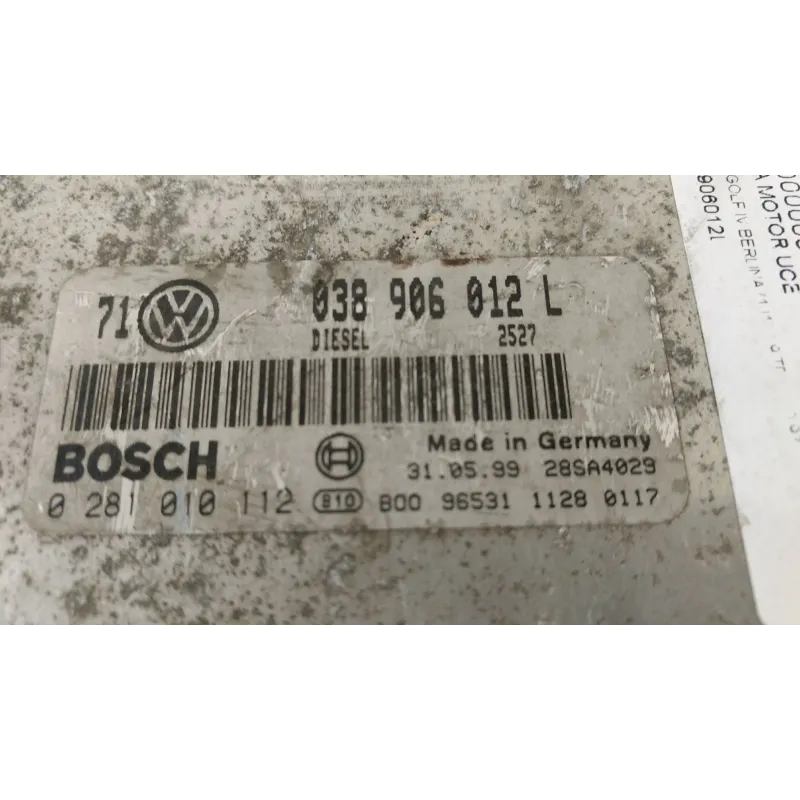 71 VW 038 906 012 L
DIESEL 2527
BOSCH Made in Germany
31.05.99 28SA4029
0 281 010 112 810 800 96531 1128 0117
A MOTOR UCE
GOLF IV BERLINA
906012L